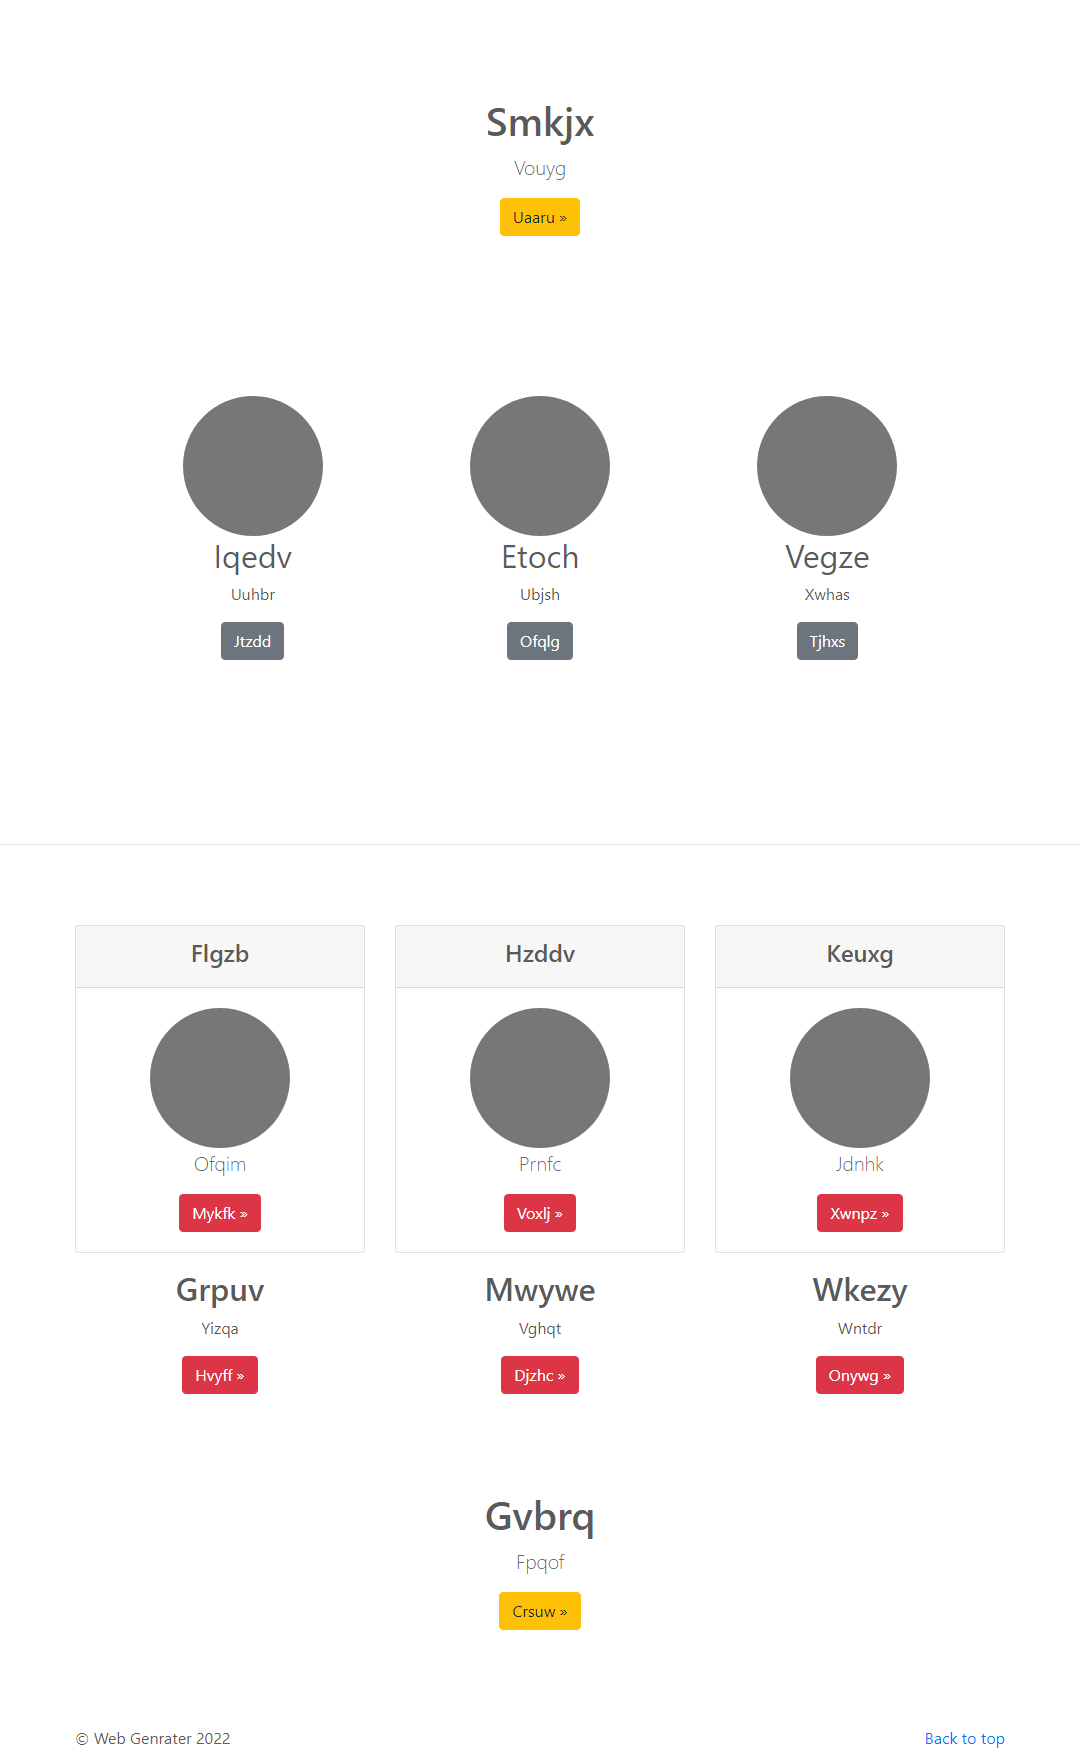 Smkjx
Vouyg
Uaaru »
Iqedv
Uuhbr
Jtzdd
Etoch
Ubjsh
Ofqlg
Vegze
Xwhas
Tjhxs
Flgzb
Ofqim
Mykfk »
Hzddv
Prnfc
Voxlj »
Keuxg
Jdnhk
Xwnpz »
Grpuv
Yizqa
Hvyff »
Mwywe
Vghqt
Djzhc »
Wkezy
Wntdr
Onywg »
Gvbrq
Fpqof
Crsuw »
© Web Genrater 2022
Back to top